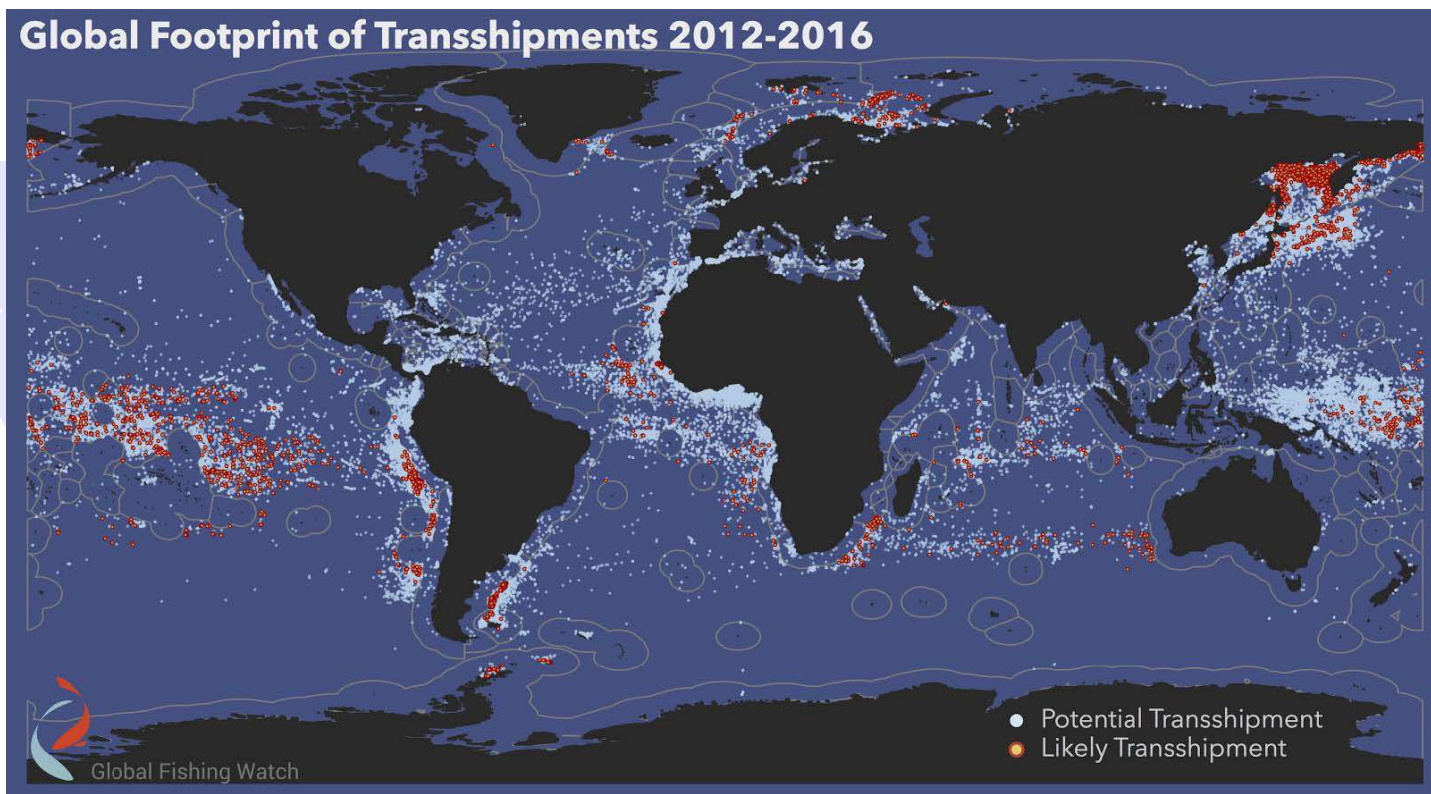 Global Footprint of Transshipments 2012-2016
Potential Transshipment
Likely Transshipment
Global Fishing Watch